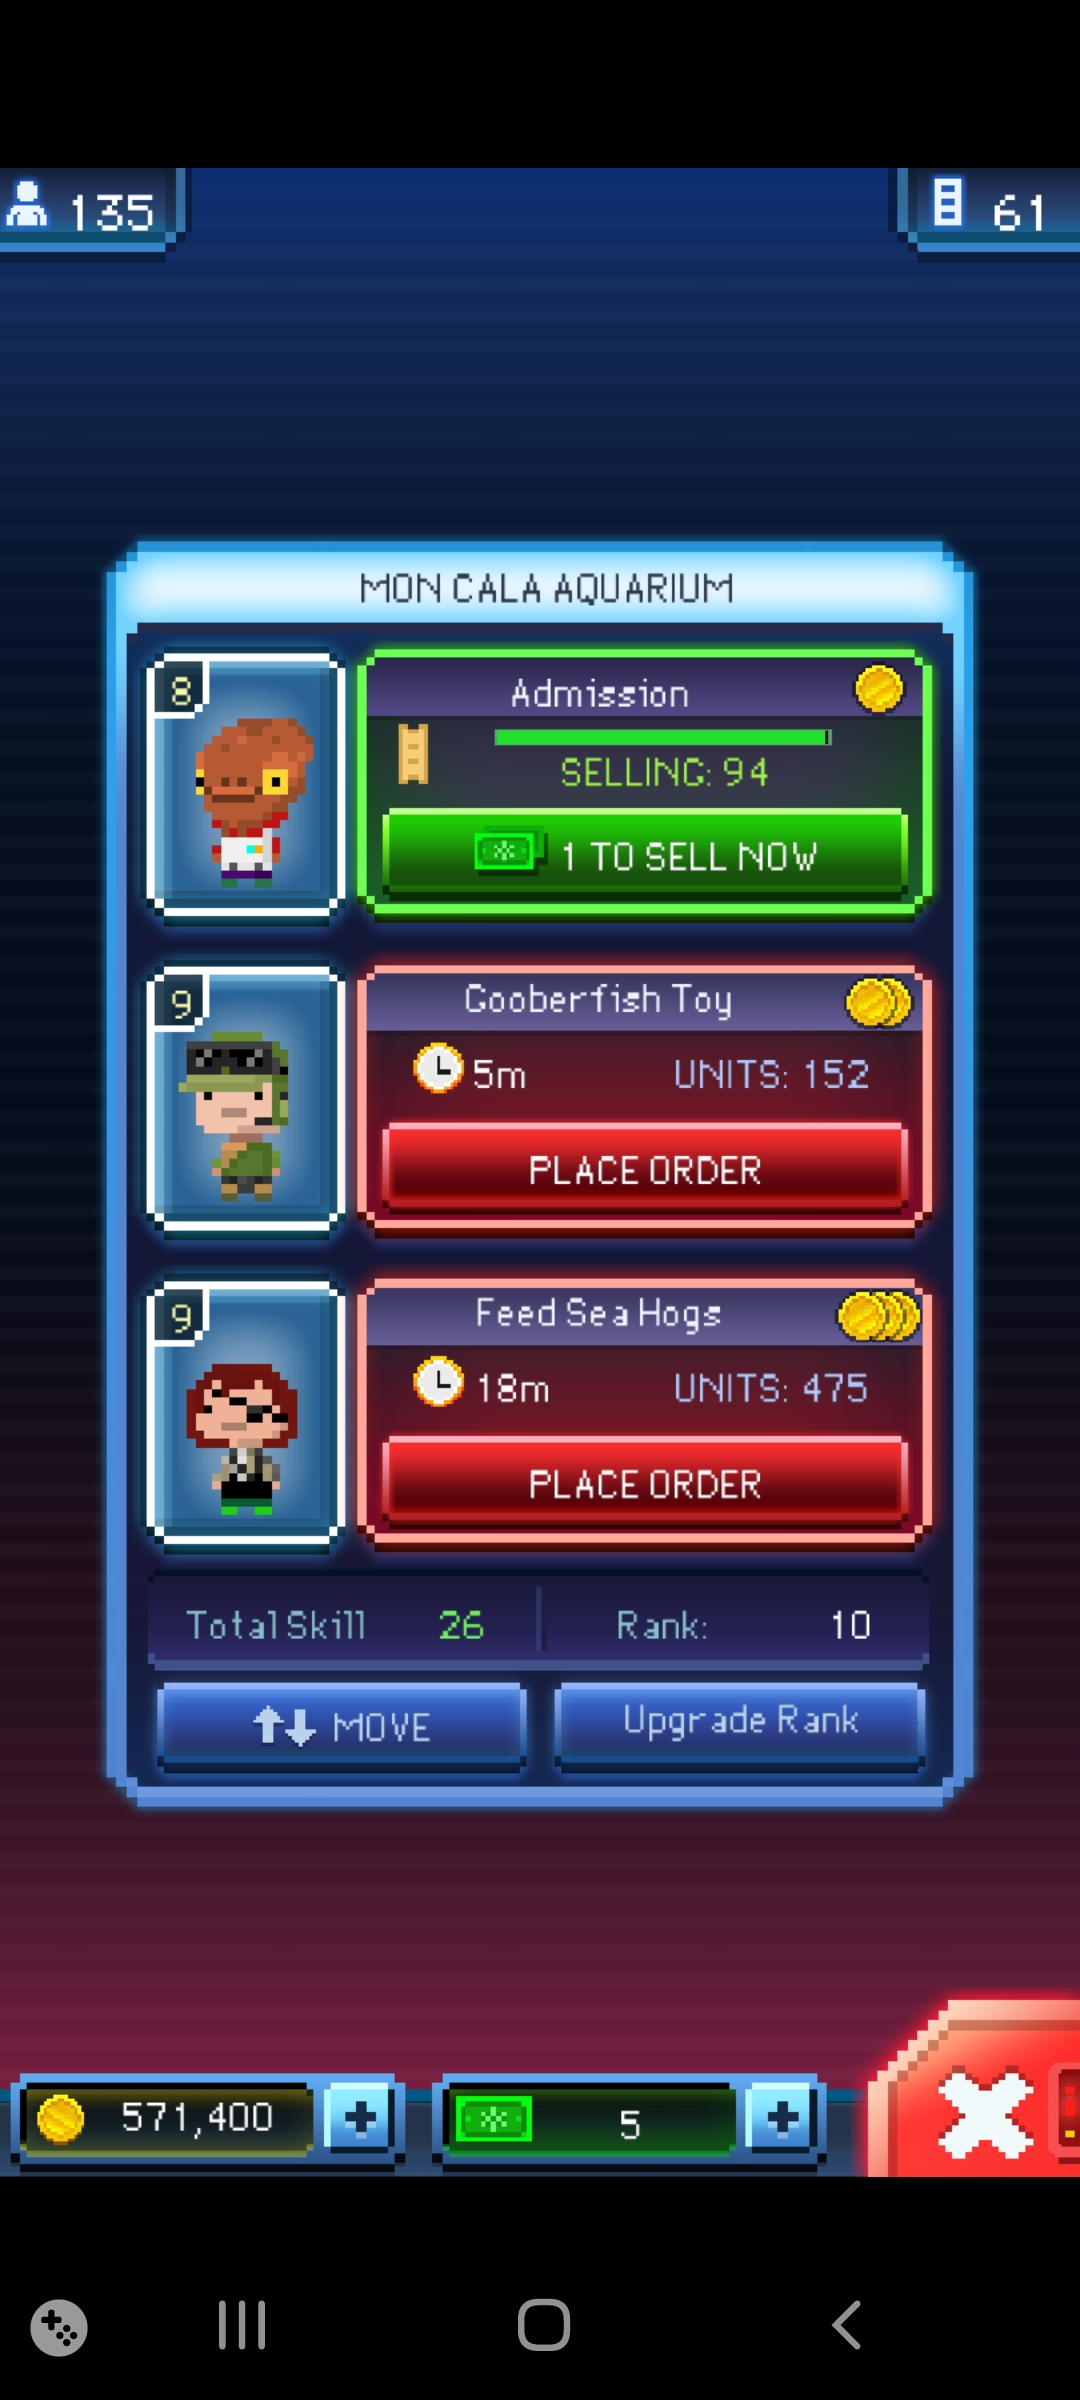 135
61
MON CALA AQUARIUM
8
Admission
SELLING: 94
1 TO SELL NOW
9
Gooberfish Toy
5m
UNITS: 152
PLACE ORDER
9
Feed Sea Hogs
18m
UNITS: 475
PLACE ORDER
Total Skill 26
Rank: 10
MOVE
Upgrade Rank
571,400
5